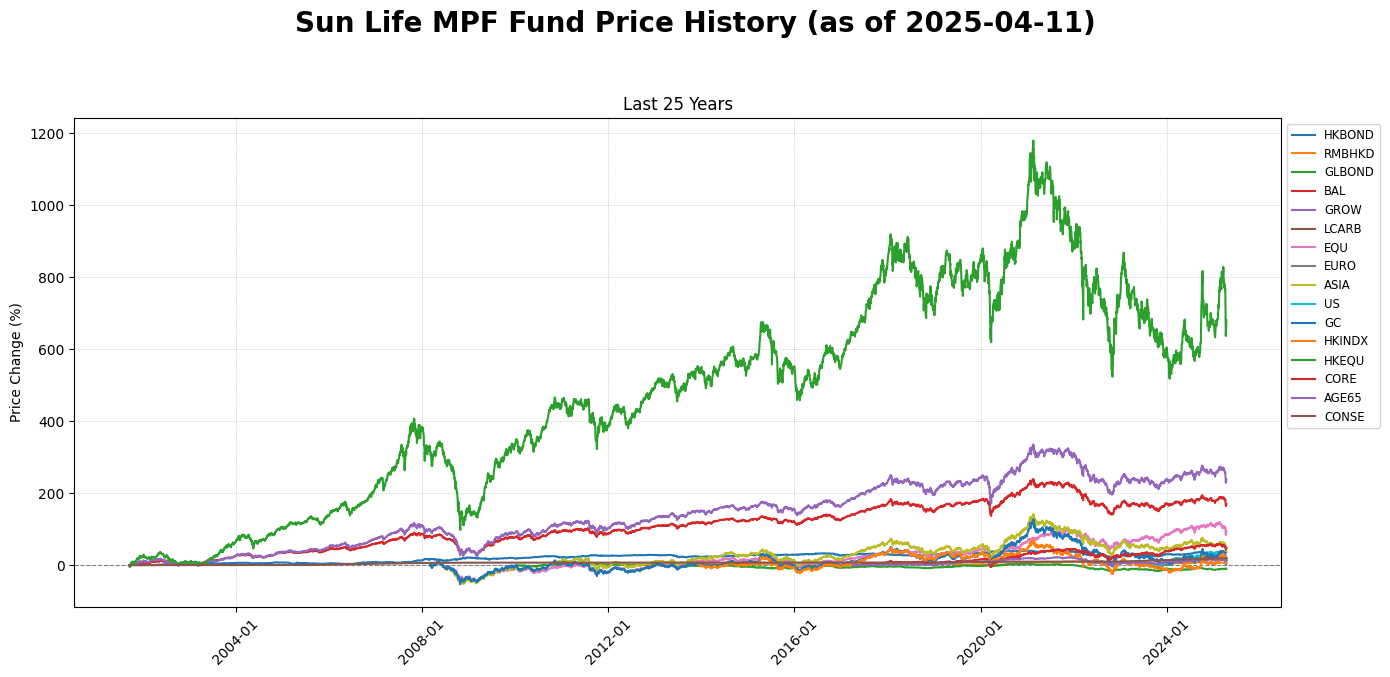 Sun Life MPF Fund Price History (as of 2025-04-11)
Last 25 Years
Price Change (%)
1200
1000
800
600
400
200
0
2004-01
2008-01
2012-01
2016-01
2020-01
2024-01
HKBOND
RMBHKD
GLBOND
BAL
GROW
LCARB
EQU
EURO
ASIA
US
GC
HKINDX
HKEQU
CORE
AGE65
CONSE